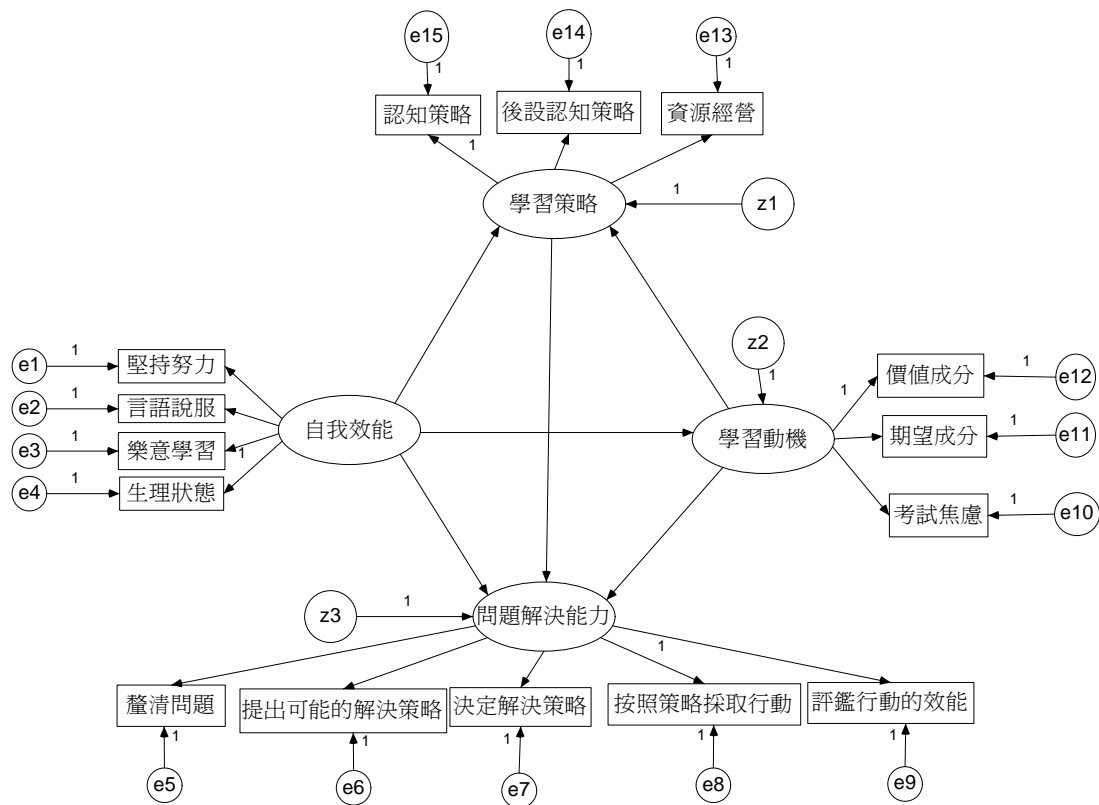 e15
e14
e13
1
1
1
認知策略
後設認知策略
資源經營
1
學習策略
1
z1
z2
1
e1
1
堅持努力
e2
1
言語說服
e3
1
樂意學習
1
e4
1
生理狀態
自我效能
學習動機
1
價值成分
1
e12
期望成分
1
e11
考試焦慮
1
e10
z3
1
問題解決能力
1
釐清問題
提出可能的解決策略
決定解決策略
按照策略採取行動
評鑑行動的效能
1
1
1
1
1
e5
e6
e7
e8
e9